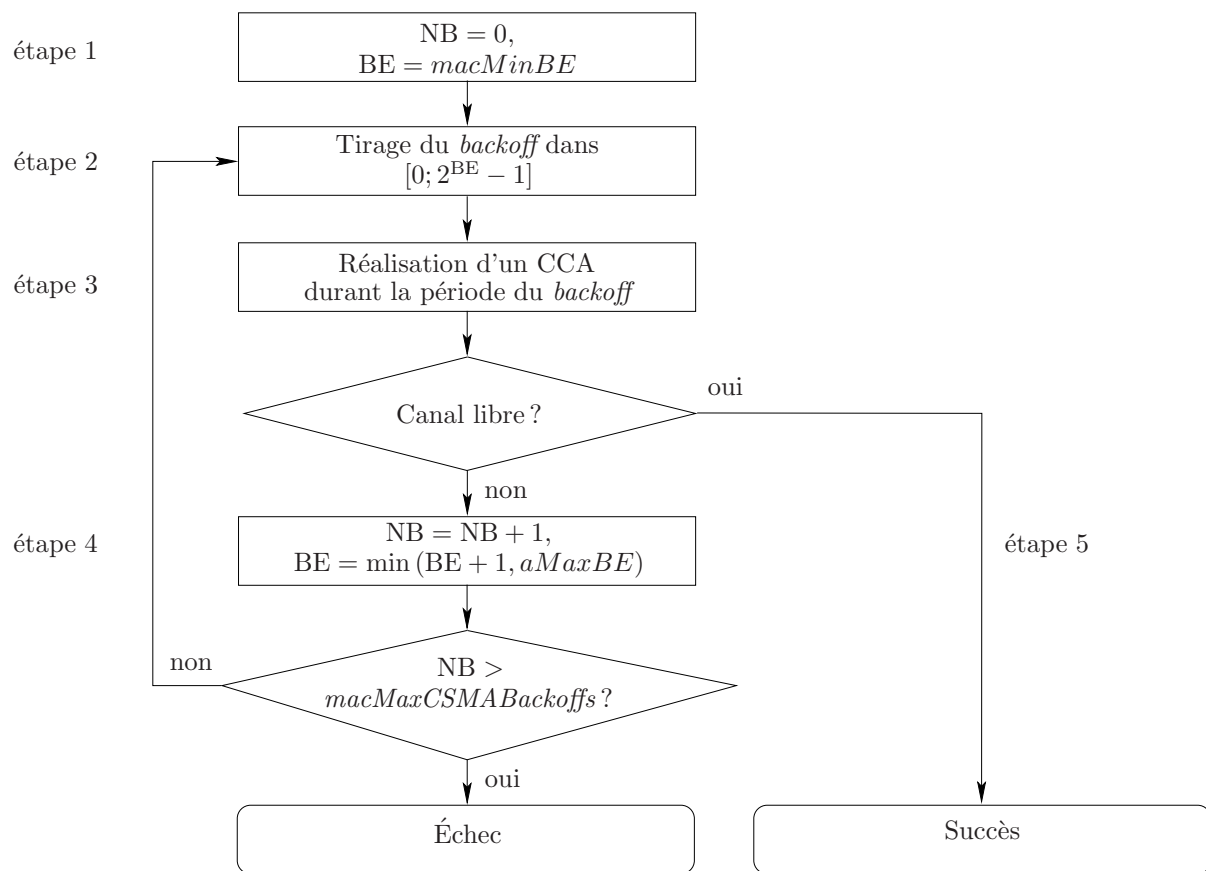 étape 1
NB = 0,
BE = macMinBE
étape 2
Tirage du backoff dans
[0; 2^BE − 1]
étape 3
Réalisation d'un CCA
durant la période du backoff
Canal libre ?
oui
non
étape 4
NB = NB + 1,
BE = min (BE + 1, aMaxBE)
étape 5
non
NB >
macMaxCSMABackoffs ?
oui
Échec
Succès